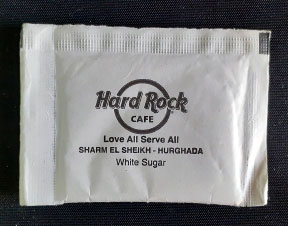 Hard Rock
CAFE
Love All Serve All
SHARM EL SHEIKH - HURGHADA
White Sugar